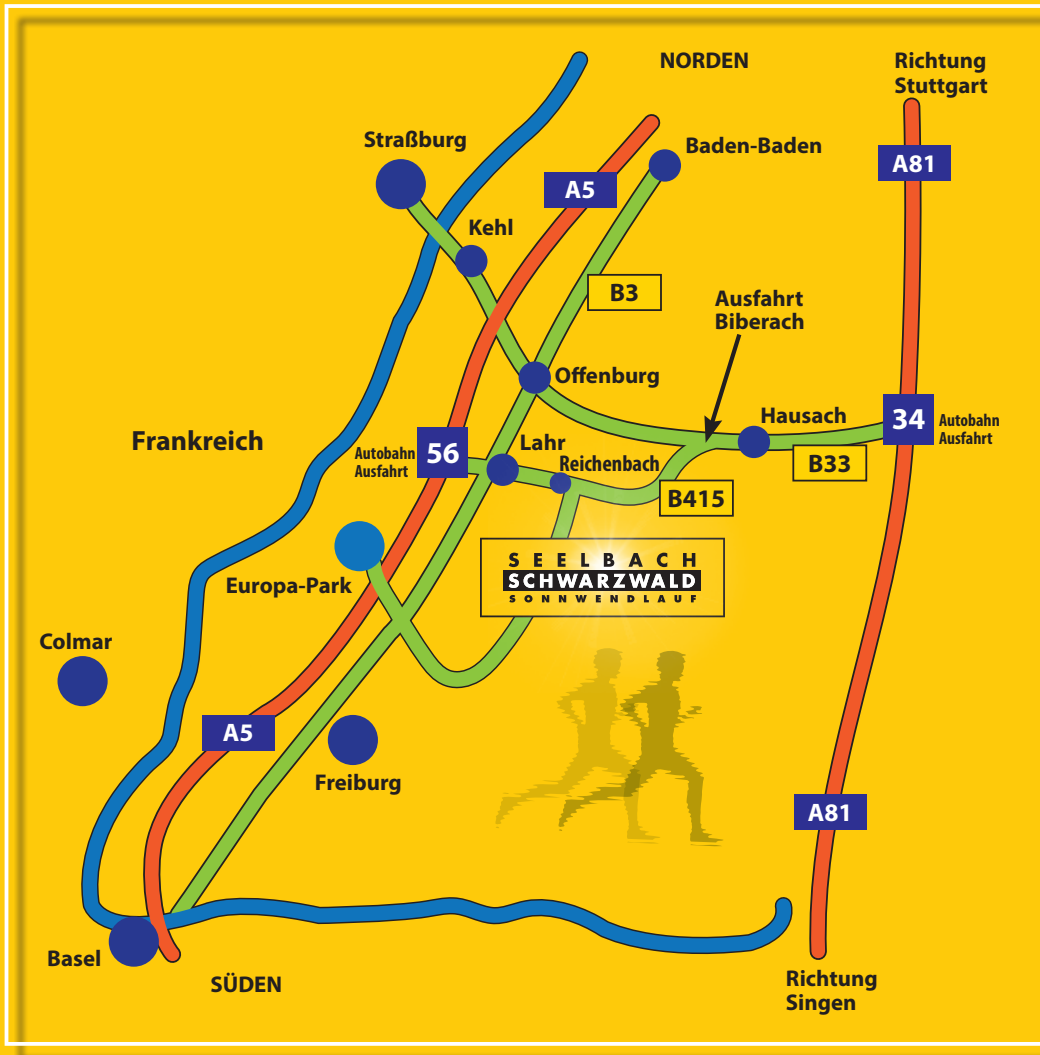 NORDEN
Richtung
Stuttgart
Straßburg
Baden-Baden
A81
A5
Kehl
B3
Ausfahrt
Biberach
Offenburg
Hausach
34
Autobahn
Ausfahrt
Frankreich
Autobahn
Ausfahrt
56
Lahr
Reichenbach
B33
B415
SEELBACH
SCHWARZWALD
SONNWENDLAUF
Europa-Park
Colmar
A5
Freiburg
A81
Basel
SÜDEN
Richtung
Singen